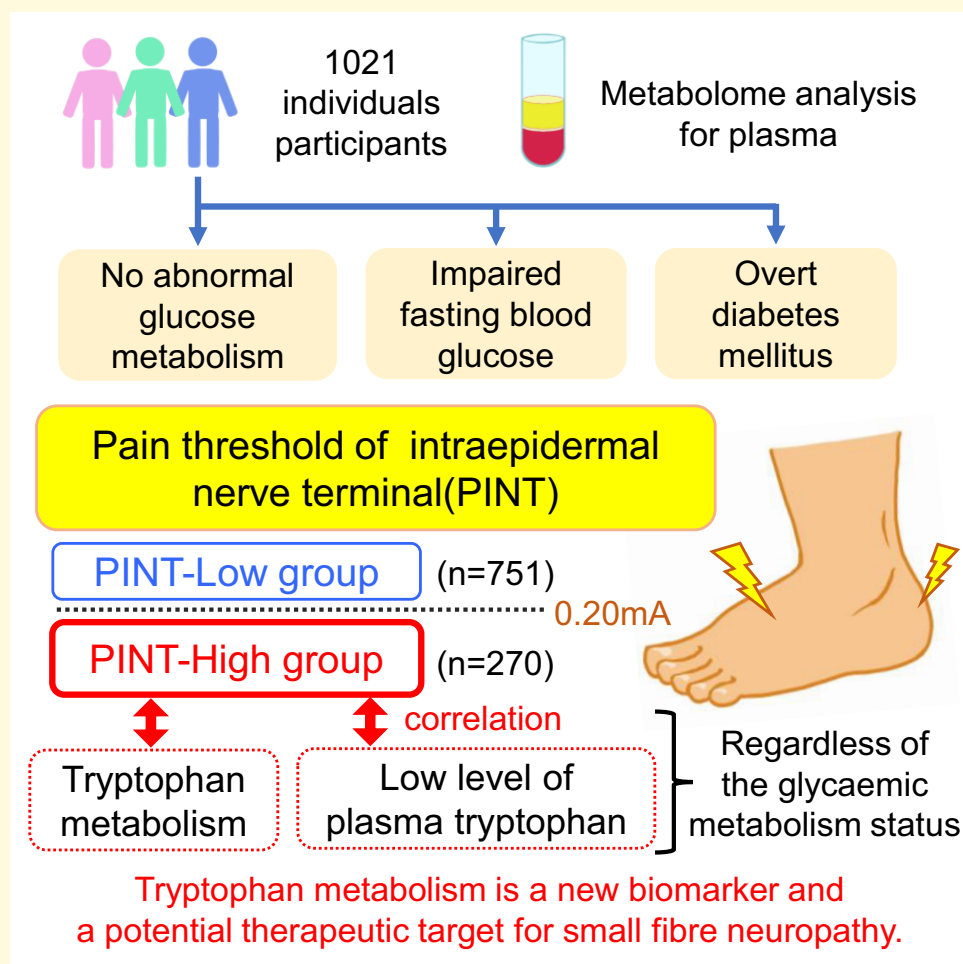 1021
individuals
participants
Metabolome analysis
for plasma
No abnormal
glucose
metabolism
Impaired
fasting blood
glucose
Overt
diabetes
mellitus
Pain threshold of intraepidermal
nerve terminal(PINT)
PINT-Low group (n=751)
0.20mA
PINT-High group (n=270)
correlation
Tryptophan
metabolism
Low level of
plasma tryptophan
Regardless of
the glycaemic
metabolism status
Tryptophan metabolism is a new biomarker and
a potential therapeutic target for small fibre neuropathy.